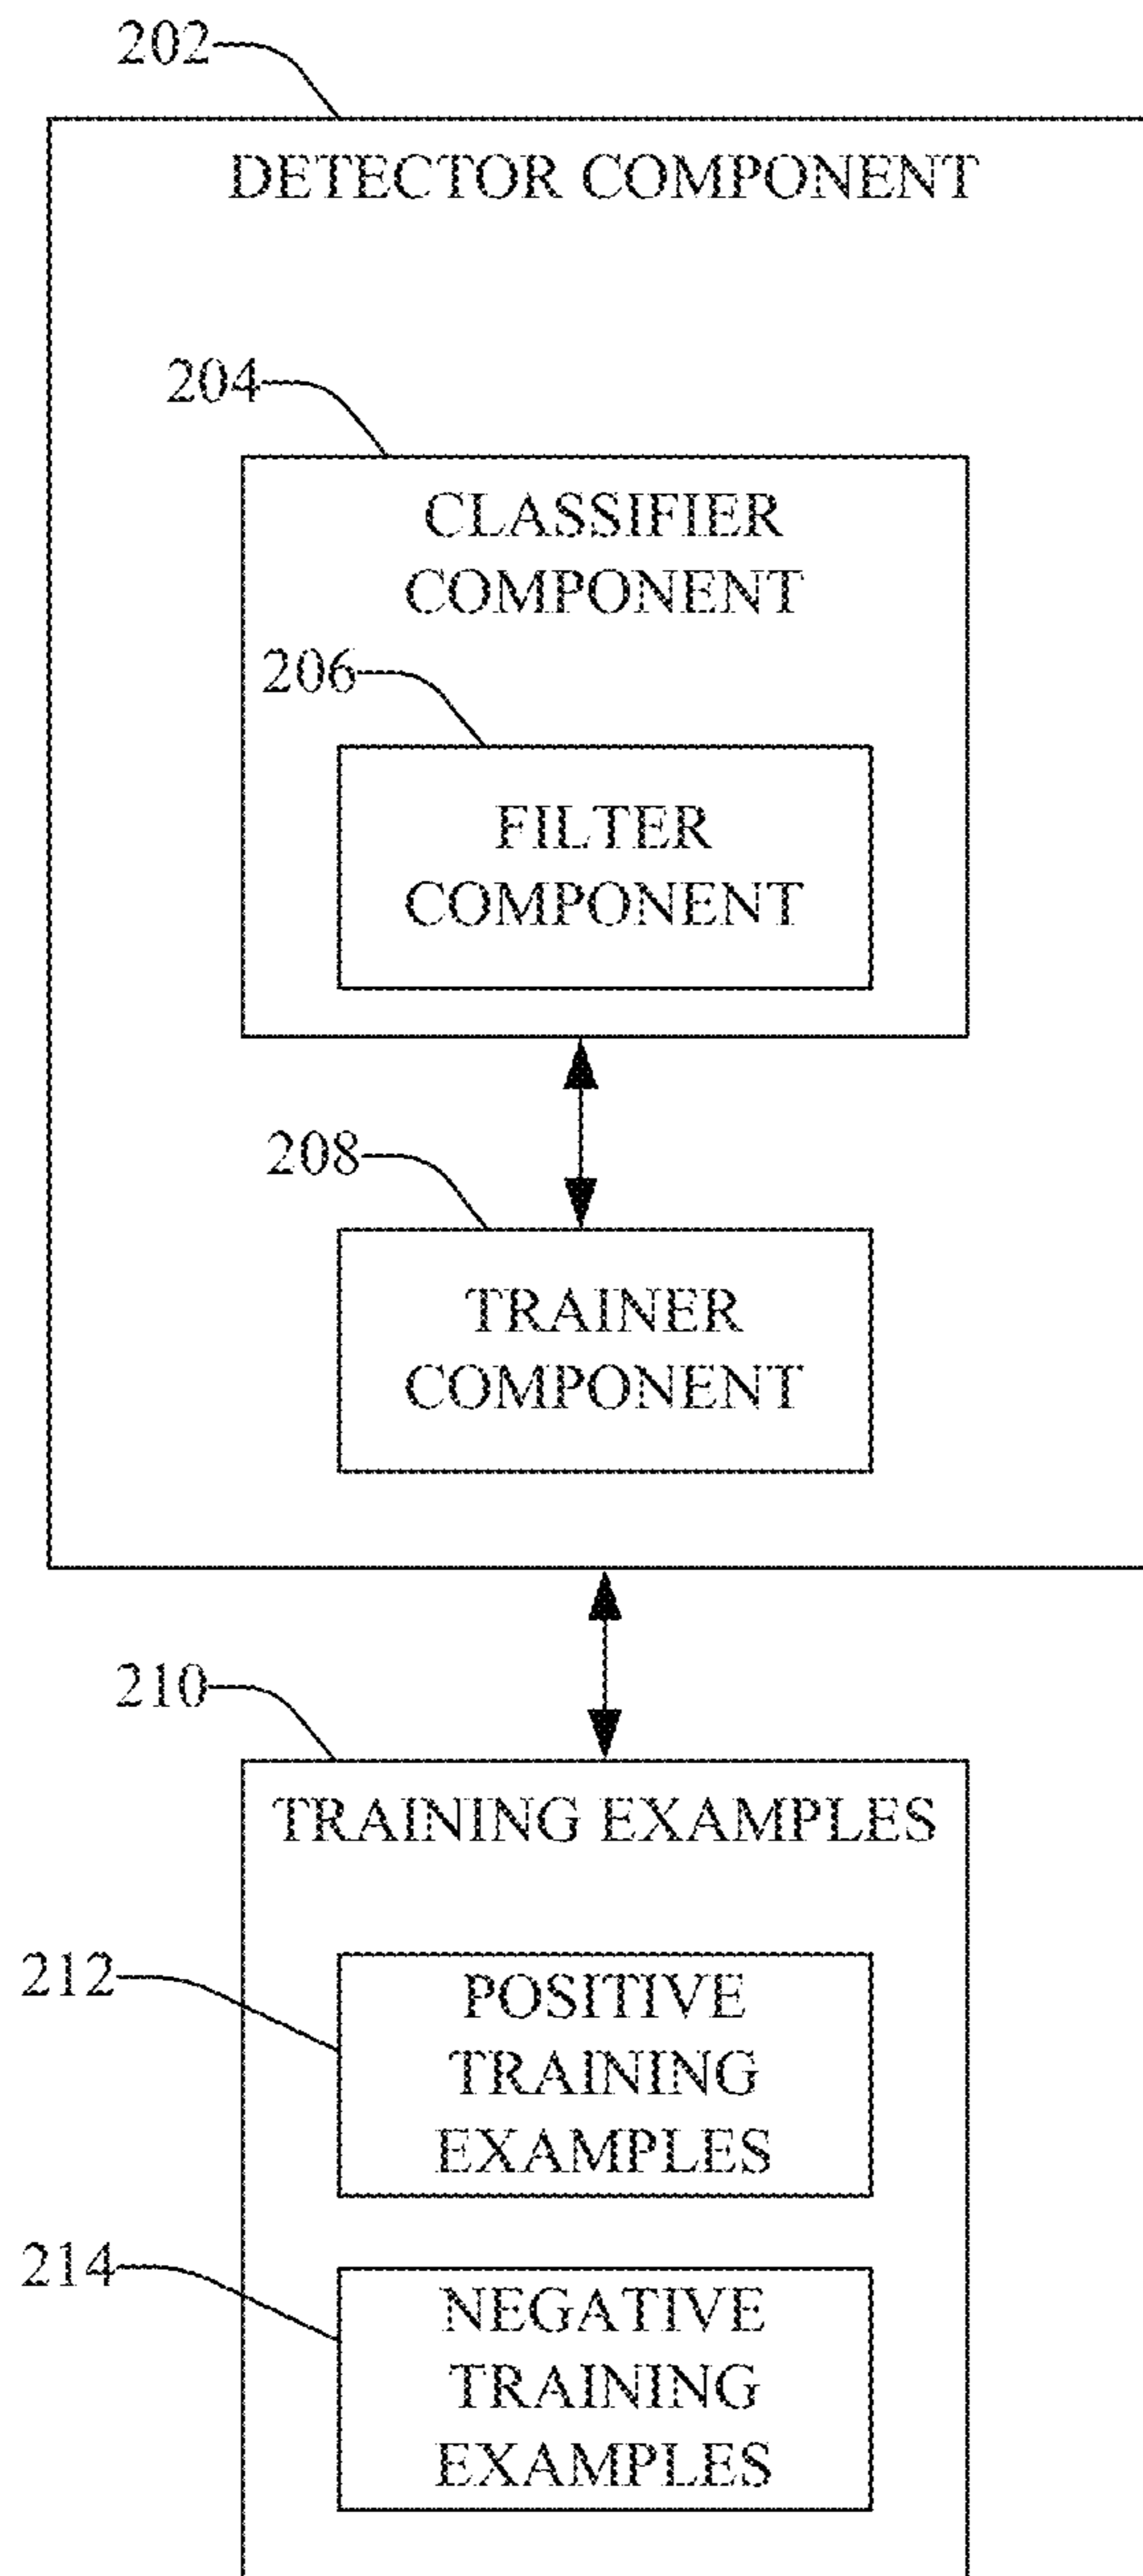 202
DETECTOR COMPONENT
204
CLASSIFIER
COMPONENT
206
FILTER
COMPONENT
208
TRAINER
COMPONENT
210
TRAINING EXAMPLES
212
POSITIVE
TRAINING
EXAMPLES
214
NEGATIVE
TRAINING
EXAMPLES